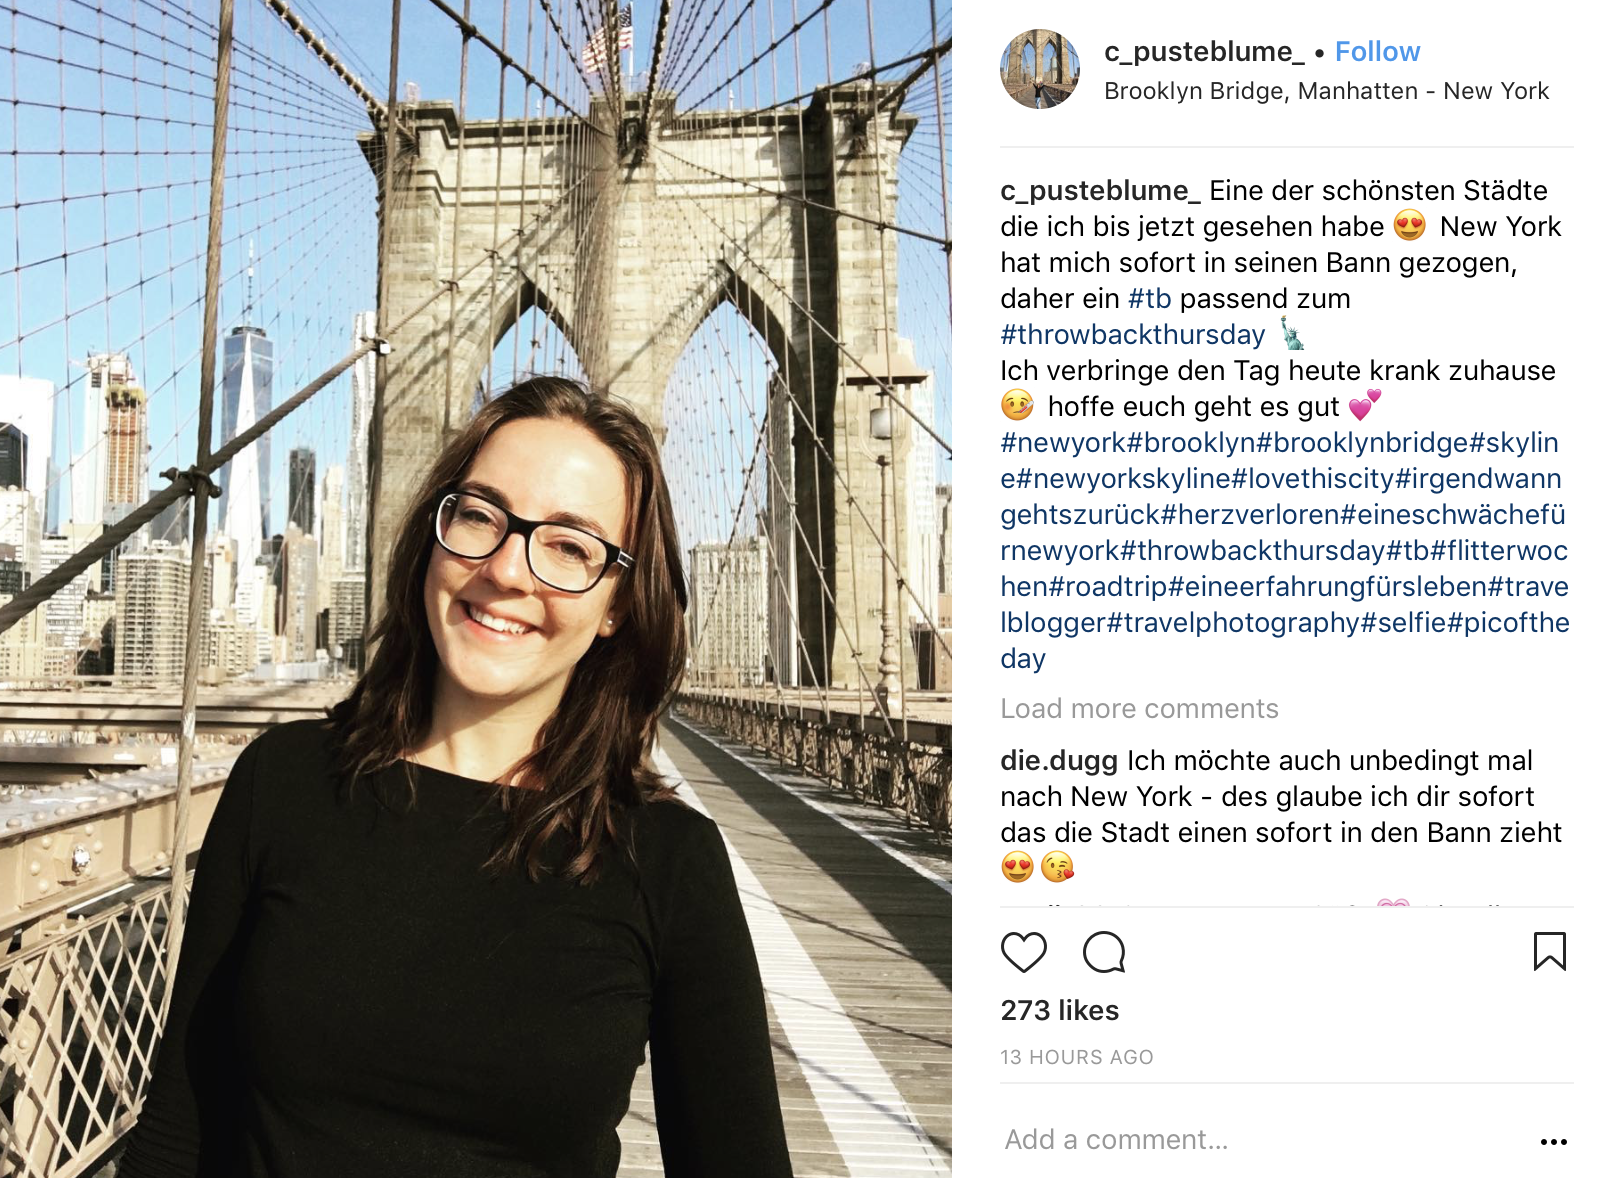 c_pusteblume_ • Follow
Brooklyn Bridge, Manhatten - New York
c_pusteblume_ Eine der schönsten Städte
die ich bis jetzt gesehen habe 😍 New York
hat mich sofort in seinen Bann gezogen,
daher ein #tb passend zum
#throwbackthursday 🗽
Ich verbringe den Tag heute krank zuhause
🤒 hoffe euch geht es gut 💕
#newyork#brooklyn#brooklynbridge#skylin
e#newyorkskyline#lovethiscity#irgendwann
gehtszurück#herzverloren#eineschwächefü
rnewyork#throwbackthursday#tb#flitterwoc
hen#roadtrip#eineerfahrungfürsleben#trave
lblogger#travelphotography#selfie#picofthe
day
Load more comments
die.dugg Ich möchte auch unbedingt mal
nach New York - des glaube ich dir sofort
das die Stadt einen sofort in den Bann zieht
😍😘
273 likes
13 HOURS AGO
Add a comment...